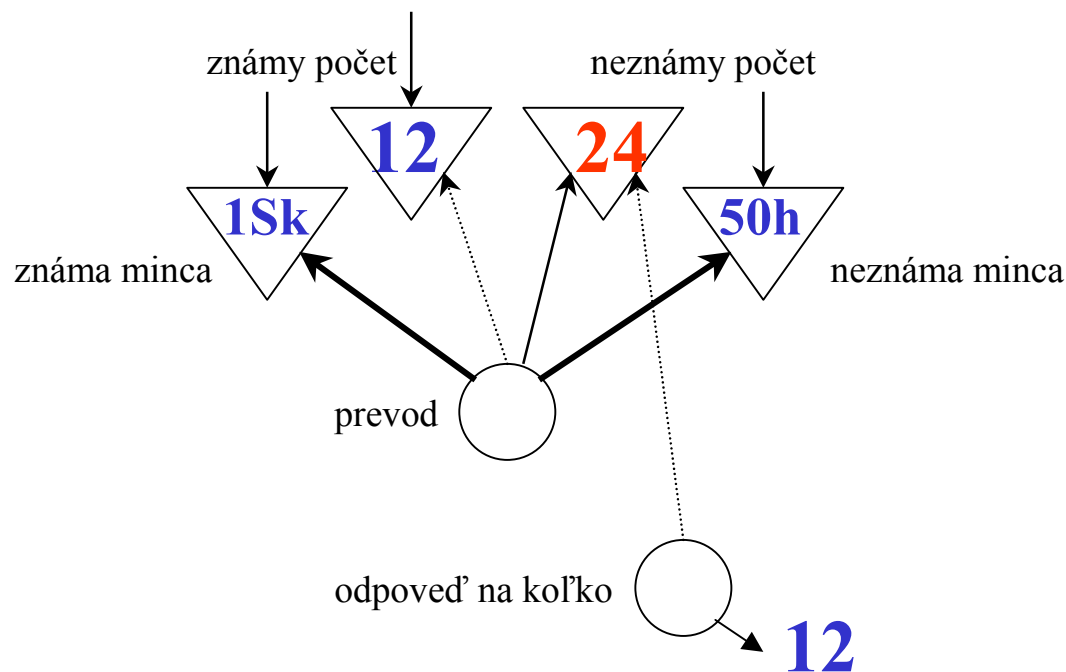 známy počet
neznámy počet
12
24
1Sk
50h
známa minca
neznáma minca
prevod
odpoveď na koľko
12